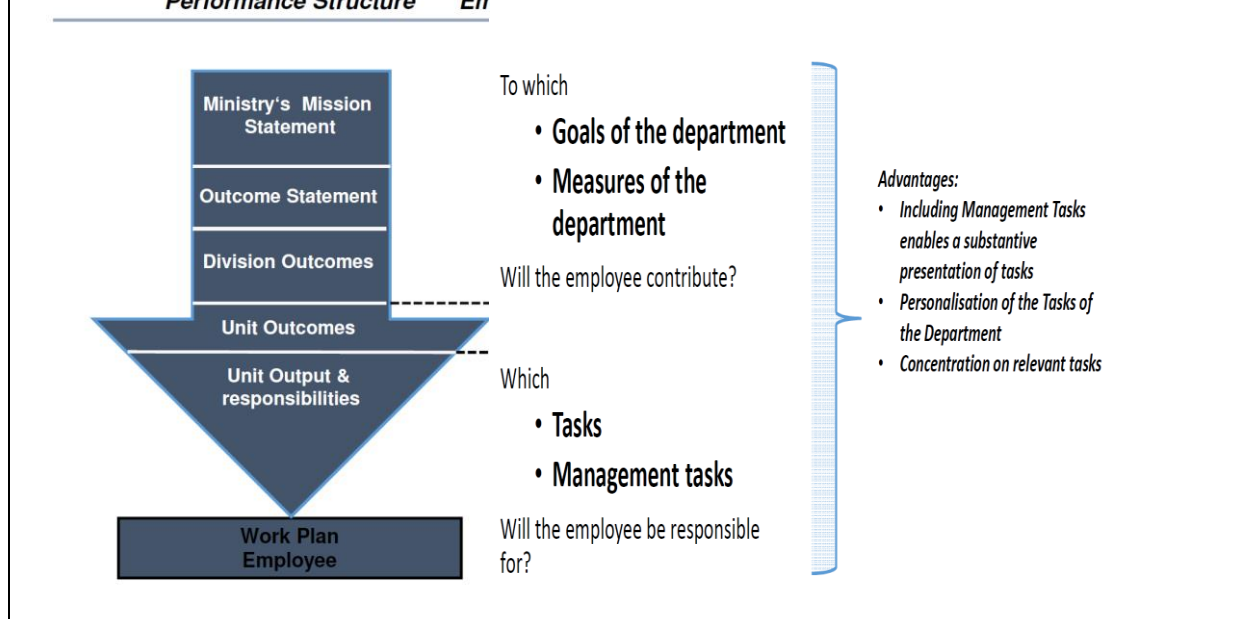 Performance Structure
Ministry's Mission
Statement
Outcome Statement
Division Outcomes
Unit Outcomes
Unit Output &
responsibilities
Work Plan
Employee
To which
• Goals of the department
• Measures of the
department
Will the employee contribute?
Which
• Tasks
• Management tasks
Will the employee be responsible
for?
Advantages:
• Including Management Tasks
enables a substantive
presentation of tasks
• Personalisation of the Tasks of
the Department
• Concentration on relevant tasks